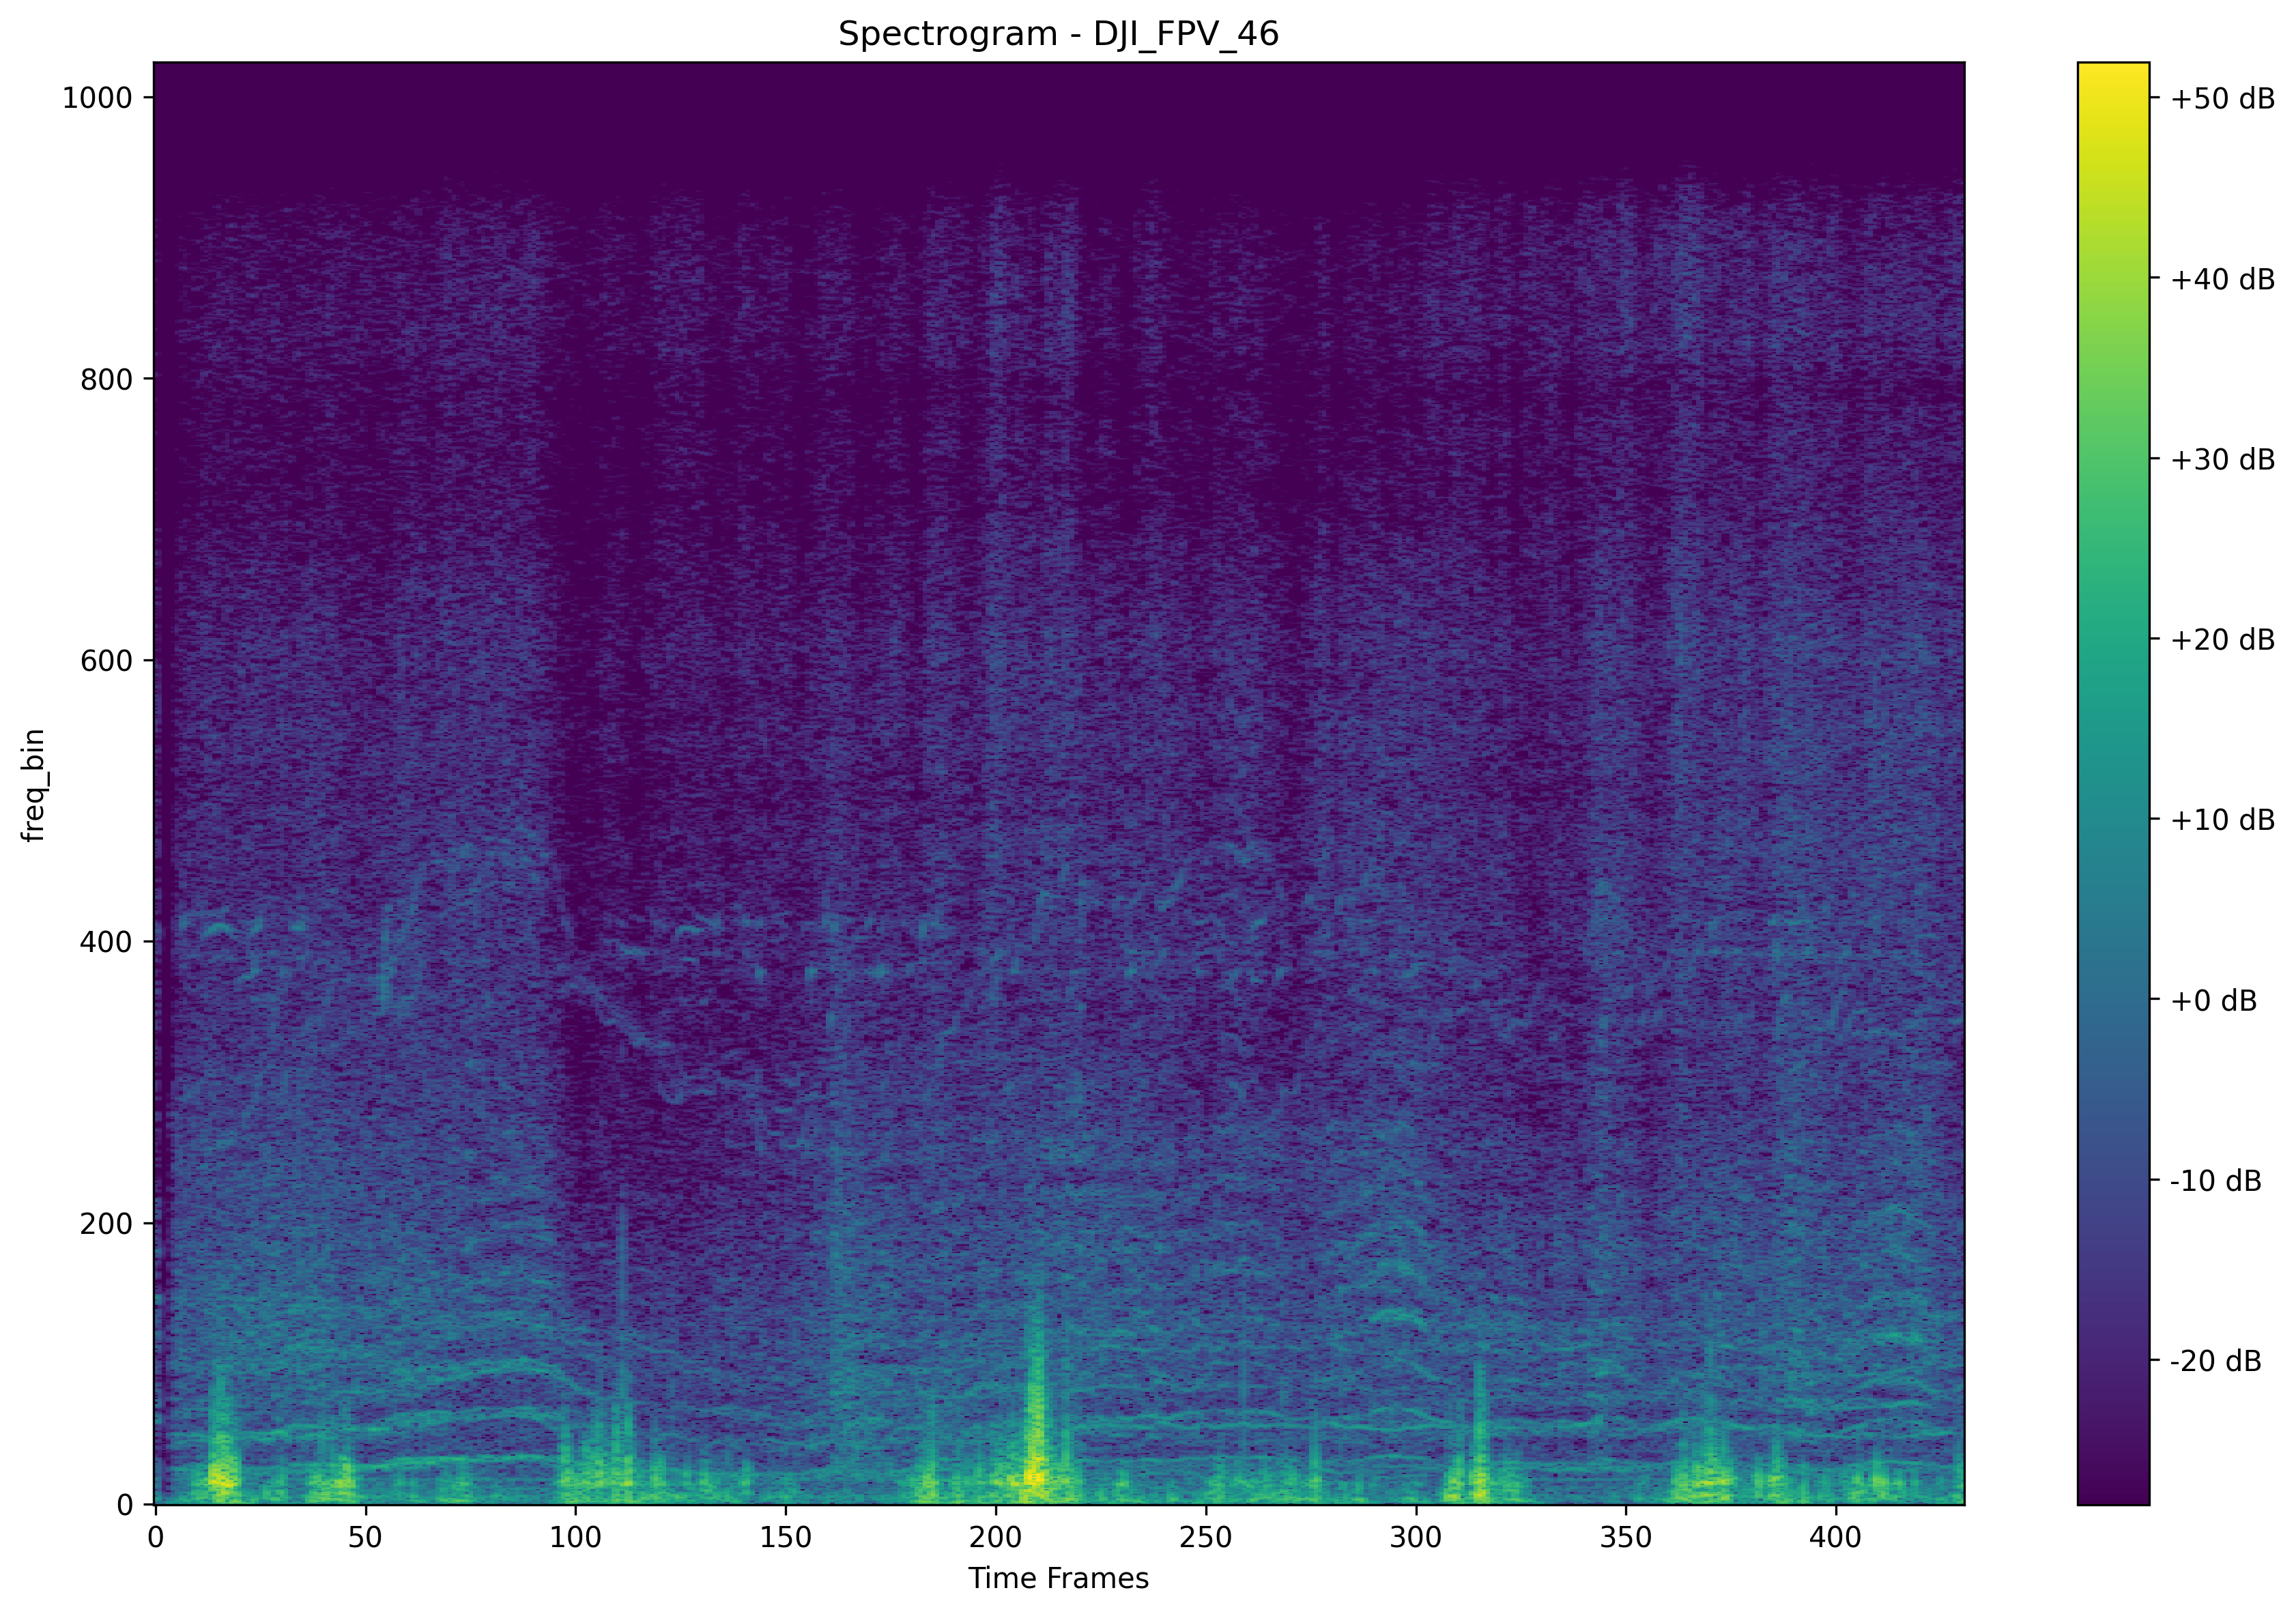 Spectrogram - DJI_FPV_46
1000
800
600
400
200
0
freq_bin
0 50 100 150 200 250 300 350 400
Time Frames
+50 dB
+40 dB
+30 dB
+20 dB
+10 dB
+0 dB
-10 dB
-20 dB